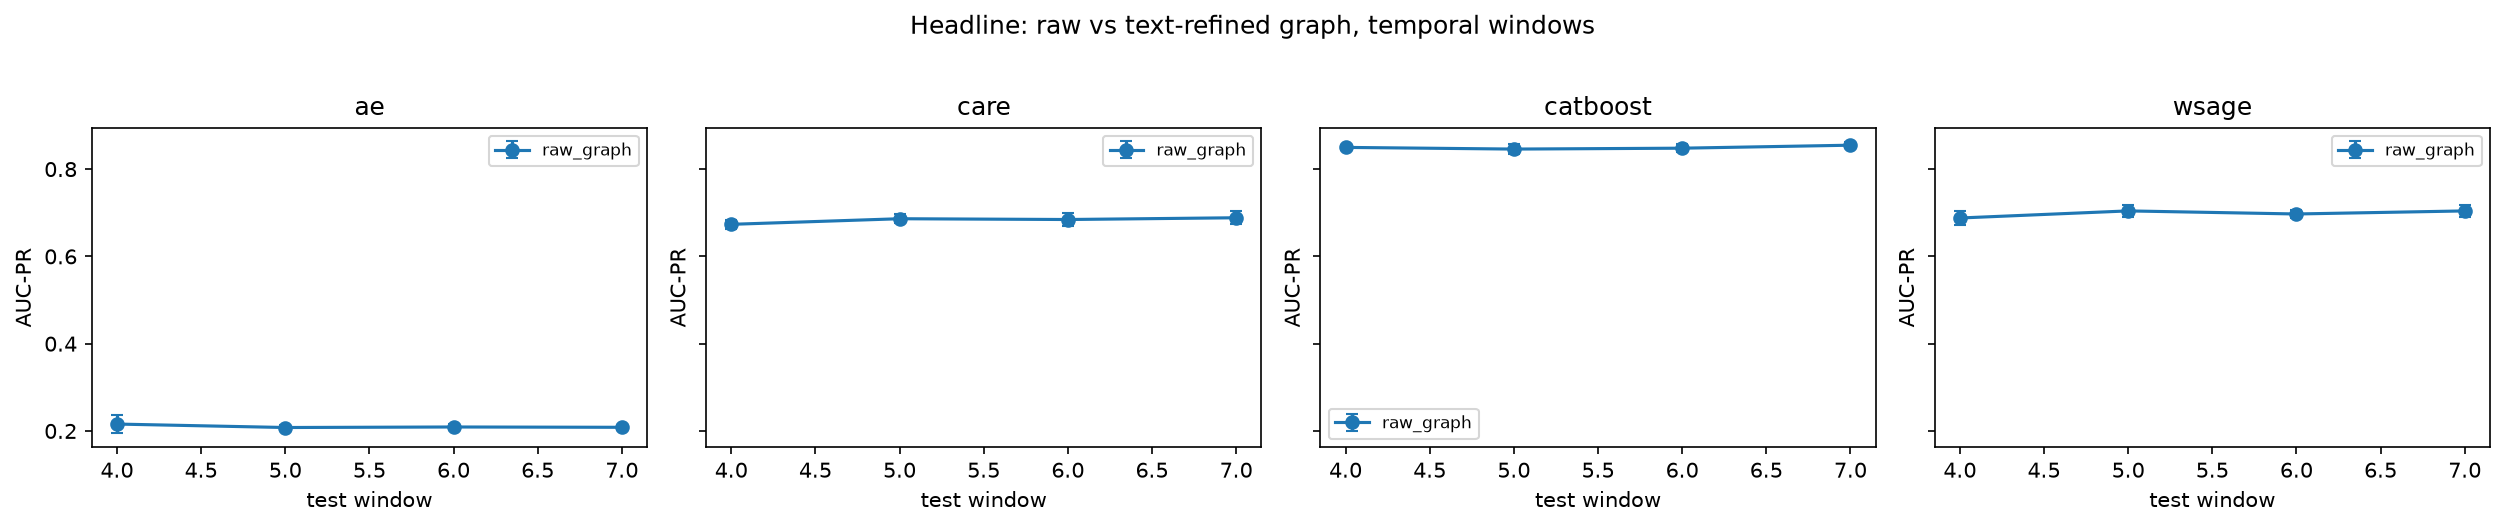 Headline: raw vs text-refined graph, temporal windows
ae
raw_graph
AUC-PR
0.8
0.6
0.4
0.2
4.0 4.5 5.0 5.5 6.0 6.5 7.0
test window
care
raw_graph
AUC-PR
4.0 4.5 5.0 5.5 6.0 6.5 7.0
test window
catboost
AUC-PR
raw_graph
4.0 4.5 5.0 5.5 6.0 6.5 7.0
test window
wsage
raw_graph
AUC-PR
4.0 4.5 5.0 5.5 6.0 6.5 7.0
test window